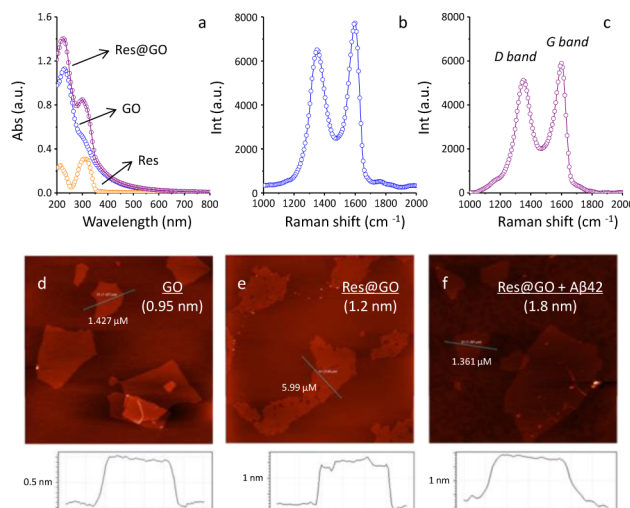 a
Res@GO
GO
Res
Abs (a.u.)
1.6
1.2
0.8
0.4
0.0
200 300 400 500 600 700 800
Wavelength (nm)
b
Int (a.u.)
8000
6000
4000
2000
0
1000 1200 1400 1600 1800 2000
Raman shift (cm -1)
c
D band
G band
Int (a.u.)
8000
6000
4000
2000
0
1000 1200 1400 1600 1800 2000
Raman shift (cm -1)
d
GO
(0.95 nm)
1.427 µM
0.5 nm
e
Res@GO
(1.2 nm)
5.99 µM
1 nm
f
Res@GO + Aβ42
(1.8 nm)
1.361 µM
1 nm